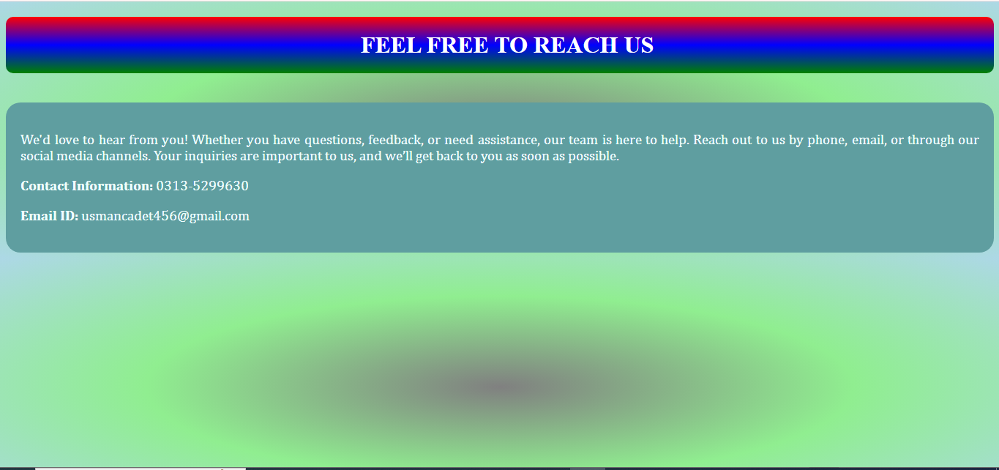 FEEL FREE TO REACH US
We'd love to hear from you! Whether you have questions, feedback, or need assistance, our team is here to help. Reach out to us by phone, email, or through our
social media channels. Your inquiries are important to us, and we'll get back to you as soon as possible.
Contact Information: 0313-5299630
Email ID: usmancadet456@gmail.com